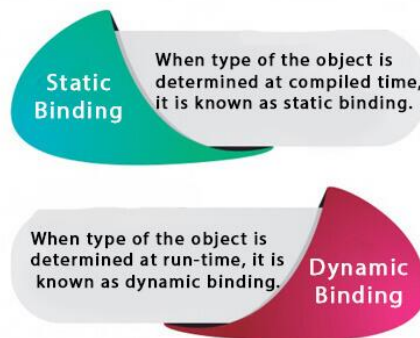 Static
Binding
When type of the object is
determined at compiled time,
it is known as static binding.
When type of the object is
determined at run-time, it is
known as dynamic binding.
Dynamic
Binding